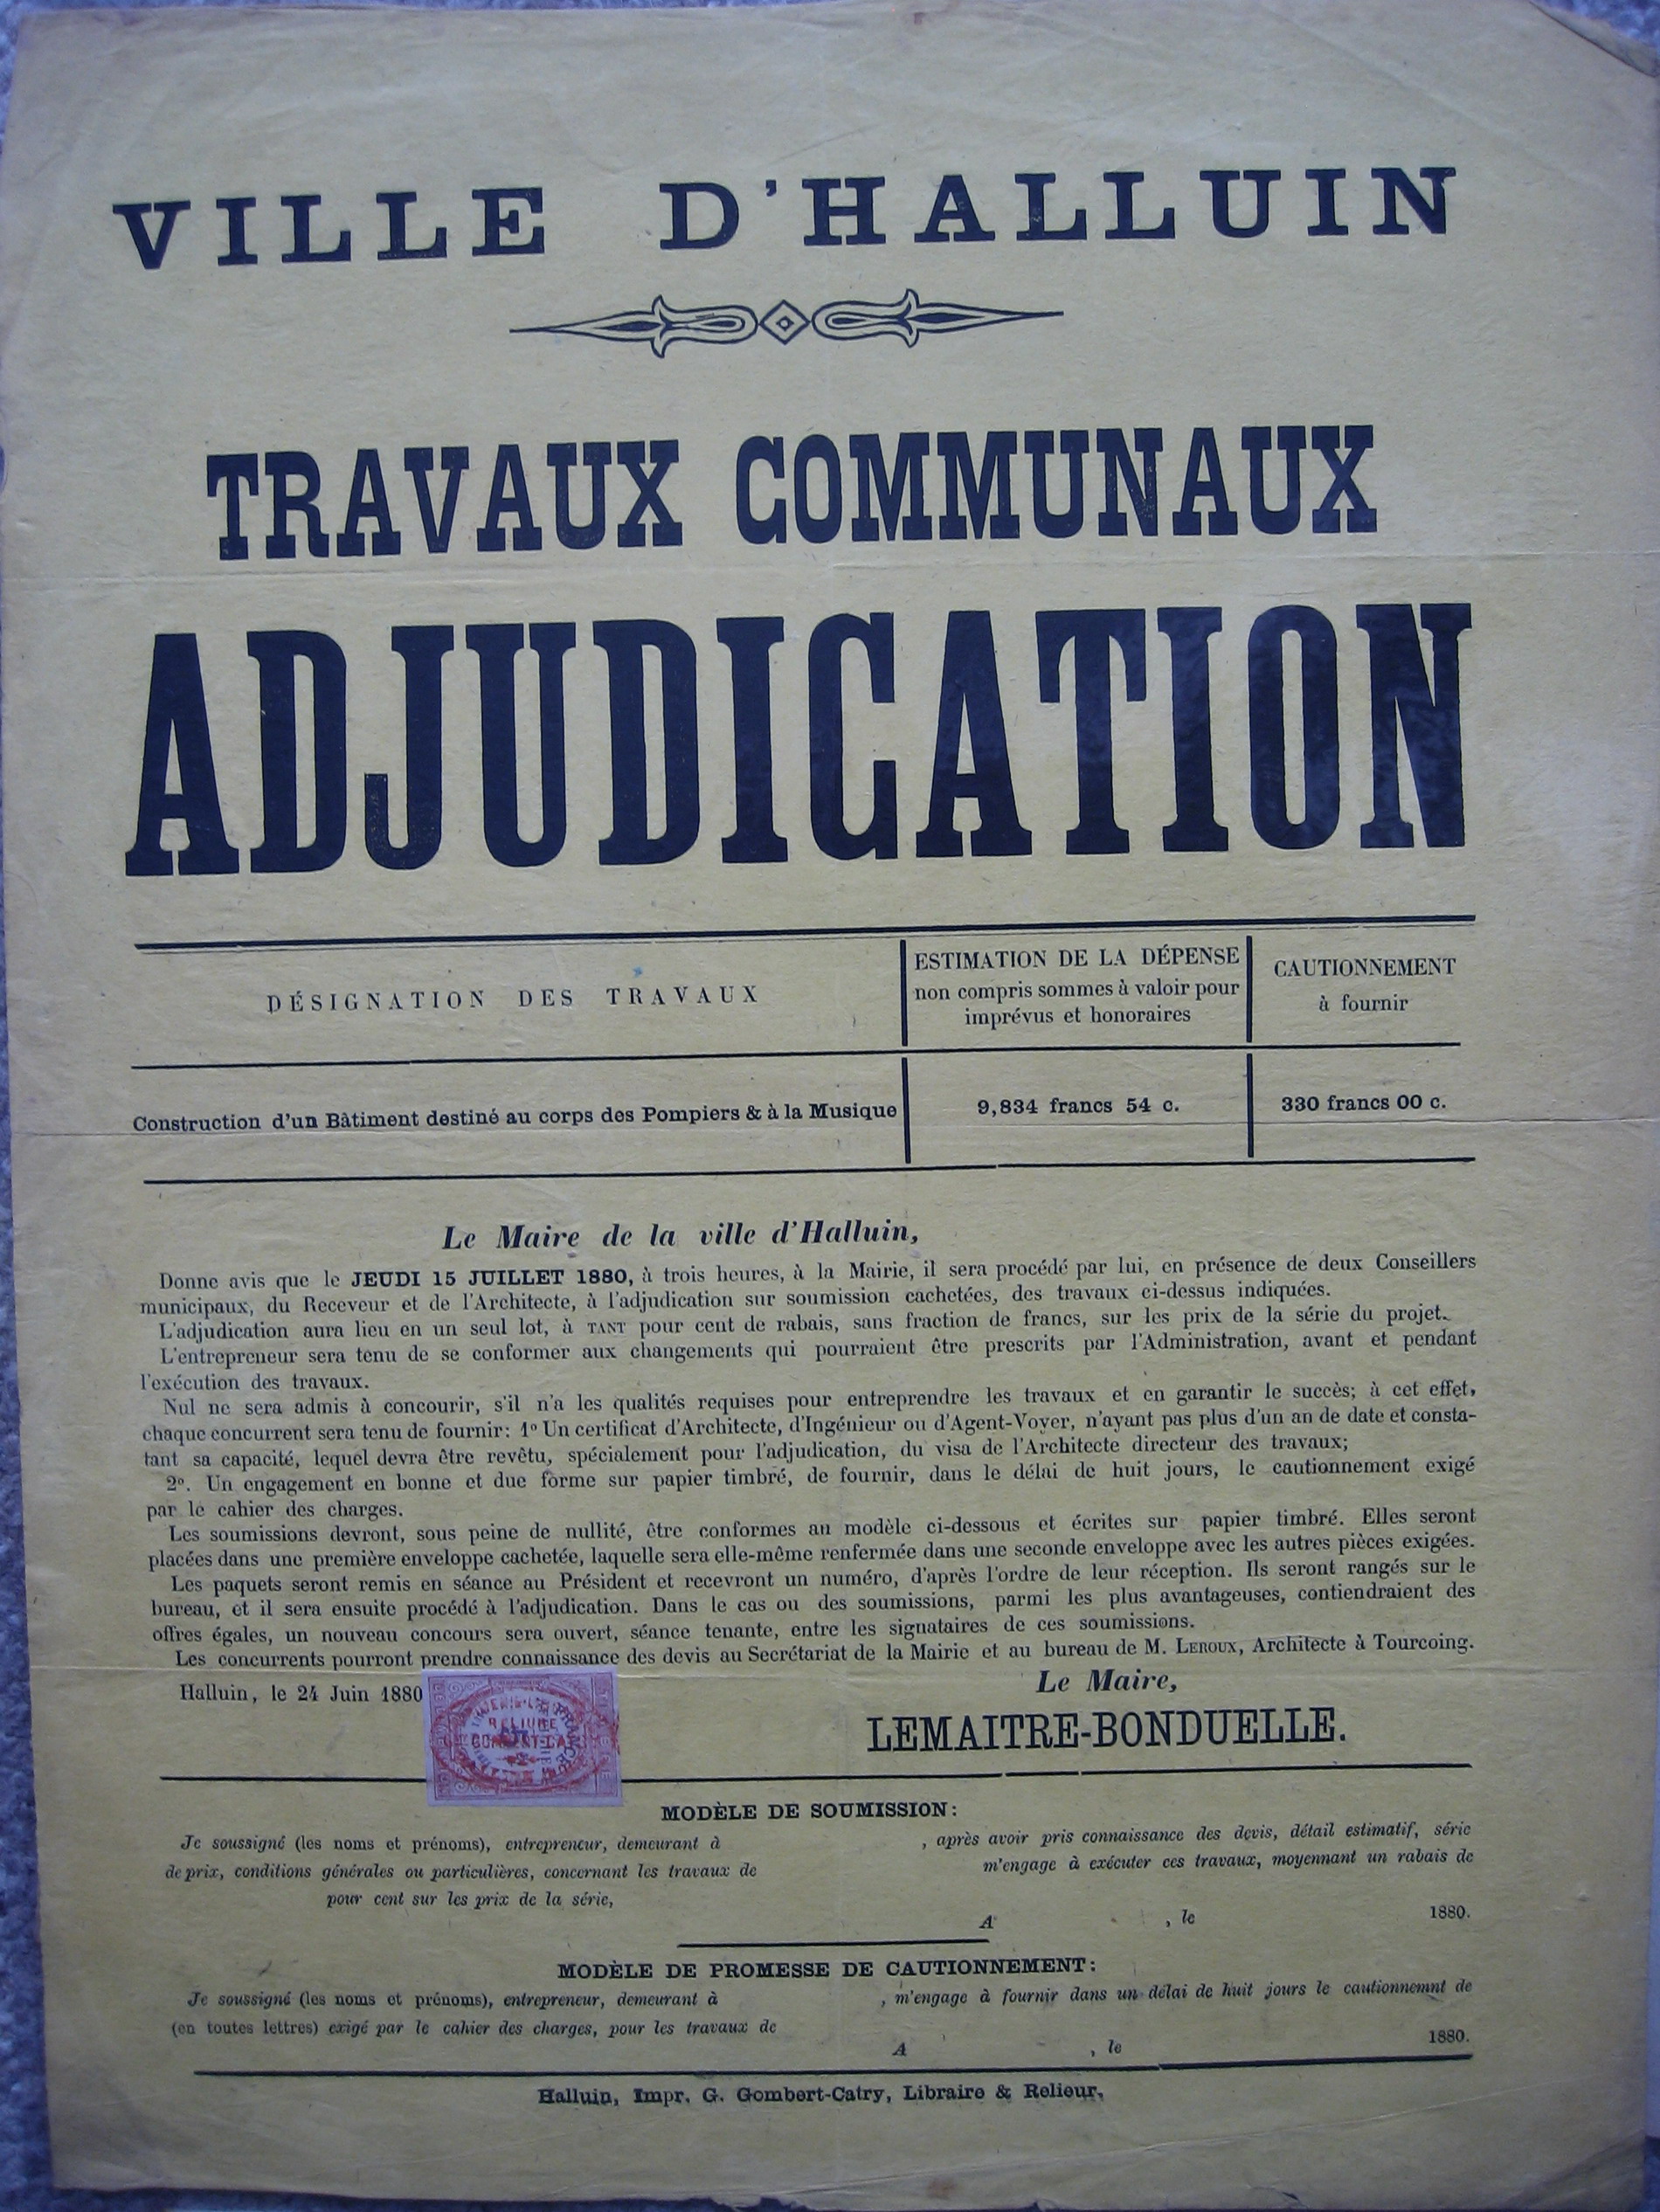 VILLE D'HALLUIN
TRAVAUX COMMUNAUX
ADJUDICATION
DÉSIGNATION DES TRAVAUX
ESTIMATION DE LA DÉPENSE
non compris sommes à valoir pour
imprévus et honoraires
CAUTIONNEMENT
à fournir
Construction d'un Bàtiment destiné au corps des Pompiers & à la Musique
9,834 francs 54 c.
330 francs 00 c.
Le Maire de la ville d'Halluin,
Donne avis que le JEUDI 15 JUILLET 1880, à trois heures, à la Mairie, il sera procédé par lui, en présence de deux Conseillers
municipaux, du Receveur et de l'Architecte, à l'adjudication sur soumission cachetées, des travaux ci-dessus indiquées.
L'adjudication aura lieu en un seul lot, à TANT pour cent de rabais, sans fraction de francs, sur les prix de la série du projet.
L'entrepreneur sera tenu de se conformer aux changements qui pourraient être prescrits par l'Administration, avant et pendant
l'exécution des travaux.
Nul ne sera admis à concourir, s'il n'a les qualités requises pour entreprendre les travaux et en garantir le succès; à cet effet,
chaque concurrent sera tenu de fournir: 1º Un certificat d'Architecte, d'Ingénieur ou d'Agent-Voyer, n'ayant pas plus d'un an de date et consta-
tant sa capacité, lequel devra être revêtu, spécialement pour l'adjudication, du visa de l'Architecte directeur des travaux;
2º. Un engagement en bonne et due forme sur papier timbré, de fournir, dans le délai de huit jours, le cautionnement exigé
par le cahier des charges.
Les soumissions devront, sous peine de nullité, être conformes au modèle ci-dessous et écrites sur papier timbré. Elles seront
placées dans une première enveloppe cachetée, laquelle sera elle-même renfermée dans une seconde enveloppe avec les autres pièces exigées.
Les paquets seront remis en séance au Président et recevront un numéro, d'après l'ordre de leur réception. Ils seront rangés sur le
bureau, et il sera ensuite procédé à l'adjudication. Dans le cas ou des soumissions, parmi les plus avantageuses, contiendraient des
offres égales, un nouveau concours sera ouvert, séance tenante, entre les signataires de ces soumissions.
Les concurrents pourront prendre connaissance des devis au Secrétariat de la Mairie et au bureau de M. LEROUX, Architecte à Tourcoing.
Halluin, le 24 Juin 1880
Le Maire,
LEMAITRE-BONDUELLE.
MODÈLE DE SOUMISSION:
Je soussigné (les noms et prénoms), entrepreneur, demeurant à , après avoir pris connaissance des devis, détail estimatif, série
de prix, conditions générales ou particulières, concernant les travaux de m'engage à exécuter ces travaux, moyennant un rabais de
pour cent sur les prix de la série,
A , le 1880.
MODÈLE DE PROMESSE DE CAUTIONNEMENT:
Je soussigné (les noms et prénoms), entrepreneur, demeurant à , m'engage à fournir dans un délai de huit jours le cautionnemnt de
(en toutes lettres) exigé par le cahier des charges, pour les travaux de
A , le 1880.
Halluin, Impr. G. Gombert-Catry, Libraire & Relieur.